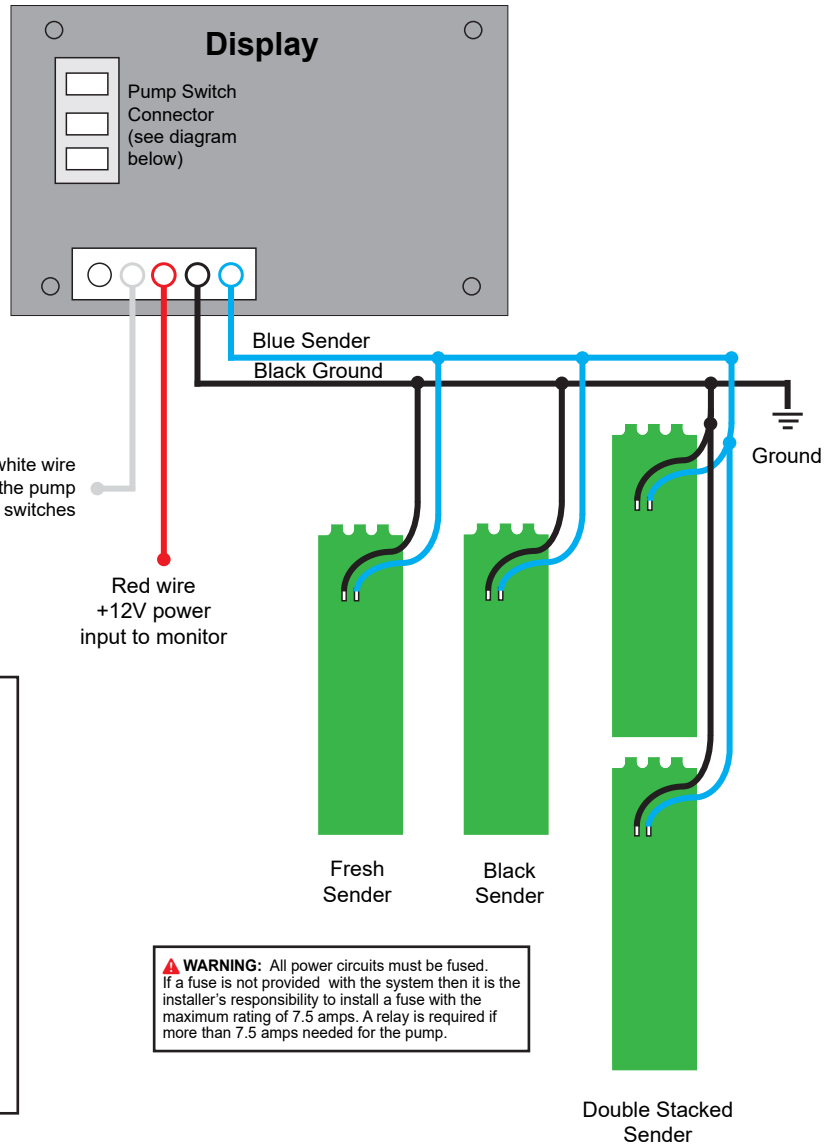 Display
Pump Switch
Connector
(see diagram
below)
Blue Sender
Black Ground
Ground
white wire
the pump
switches
Red wire
+12V power
input to monitor
Fresh
Sender
Black
Sender
WARNING: All power circuits must be fused.
If a fuse is not provided with the system then it is the
installer's responsibility to install a fuse with the
maximum rating of 7.5 amps. A relay is required if
more than 7.5 amps needed for the pump.
Double Stacked
Sender